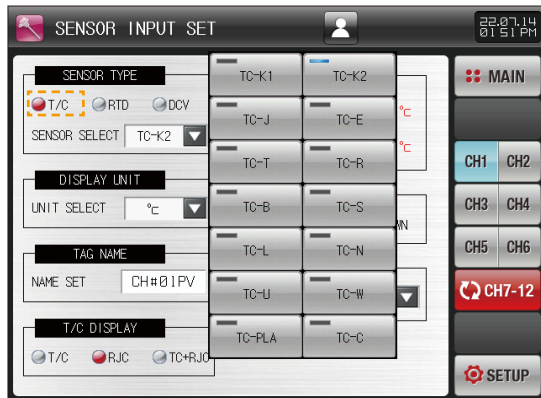 SENSOR INPUT SET
22.07.14
01 51 PM
SENSOR TYPE
T/C RTD DCV
SENSOR SELECT TC-K2
DISPLAY UNIT
UNIT SELECT °C
TAG NAME
NAME SET CH#01PV
T/C DISPLAY
T/C RJC TC+RJC
TC-K1 TC-K2
TC-J TC-E
TC-T TC-R
TC-B TC-S
TC-L TC-N
TC-U TC-W
TC-PLA TC-C
°C
°C
WN
MAIN
CH1 CH2
CH3 CH4
CH5 CH6
CH7-12
SETUP